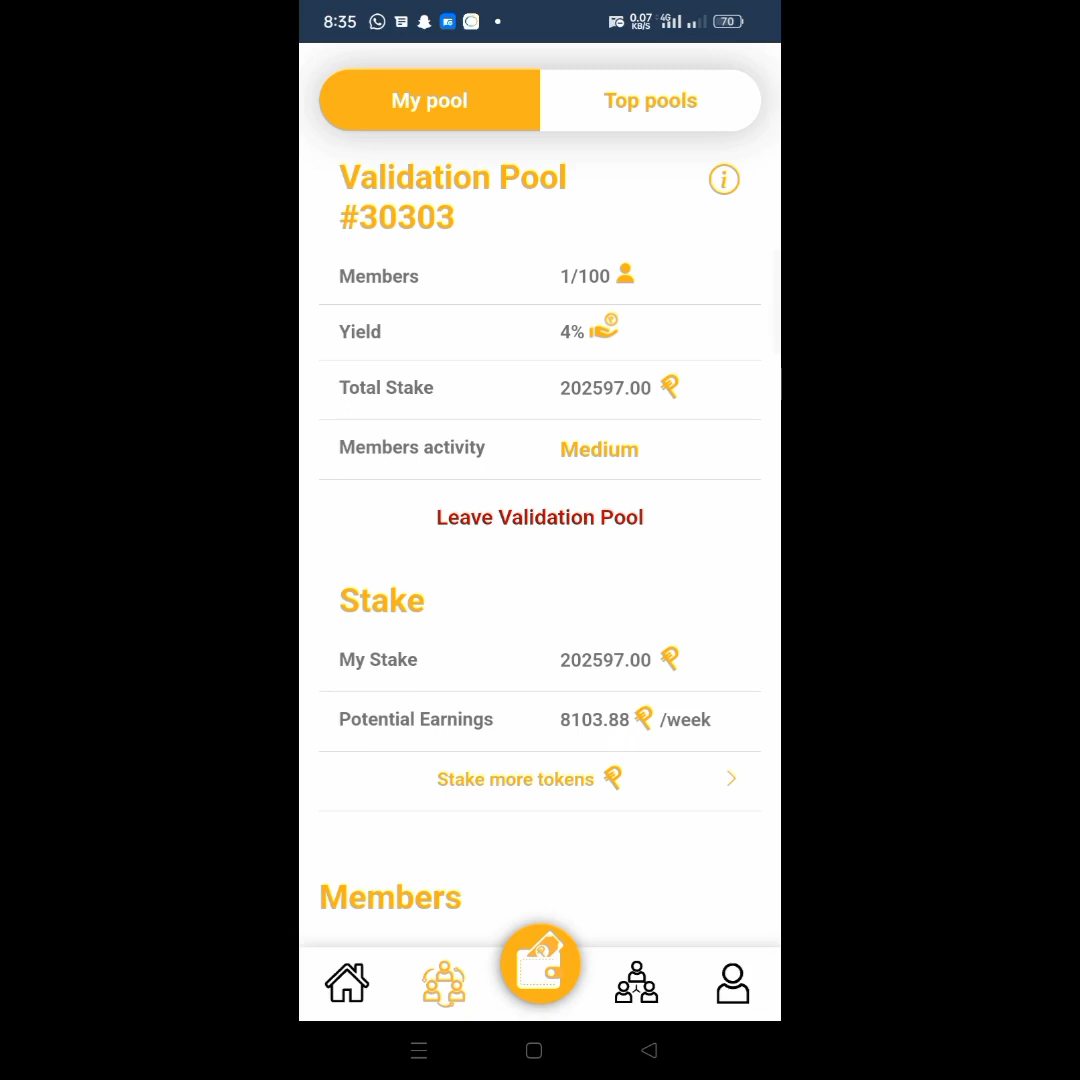 8:35 0.07 KB/S 4G 70
My pool Top pools
Validation Pool
#30303
Members 1/100
Yield 4%
Total Stake 202597.00
Members activity Medium
Leave Validation Pool
Stake
My Stake 202597.00
Potential Earnings 8103.88 /week
Stake more tokens
Members